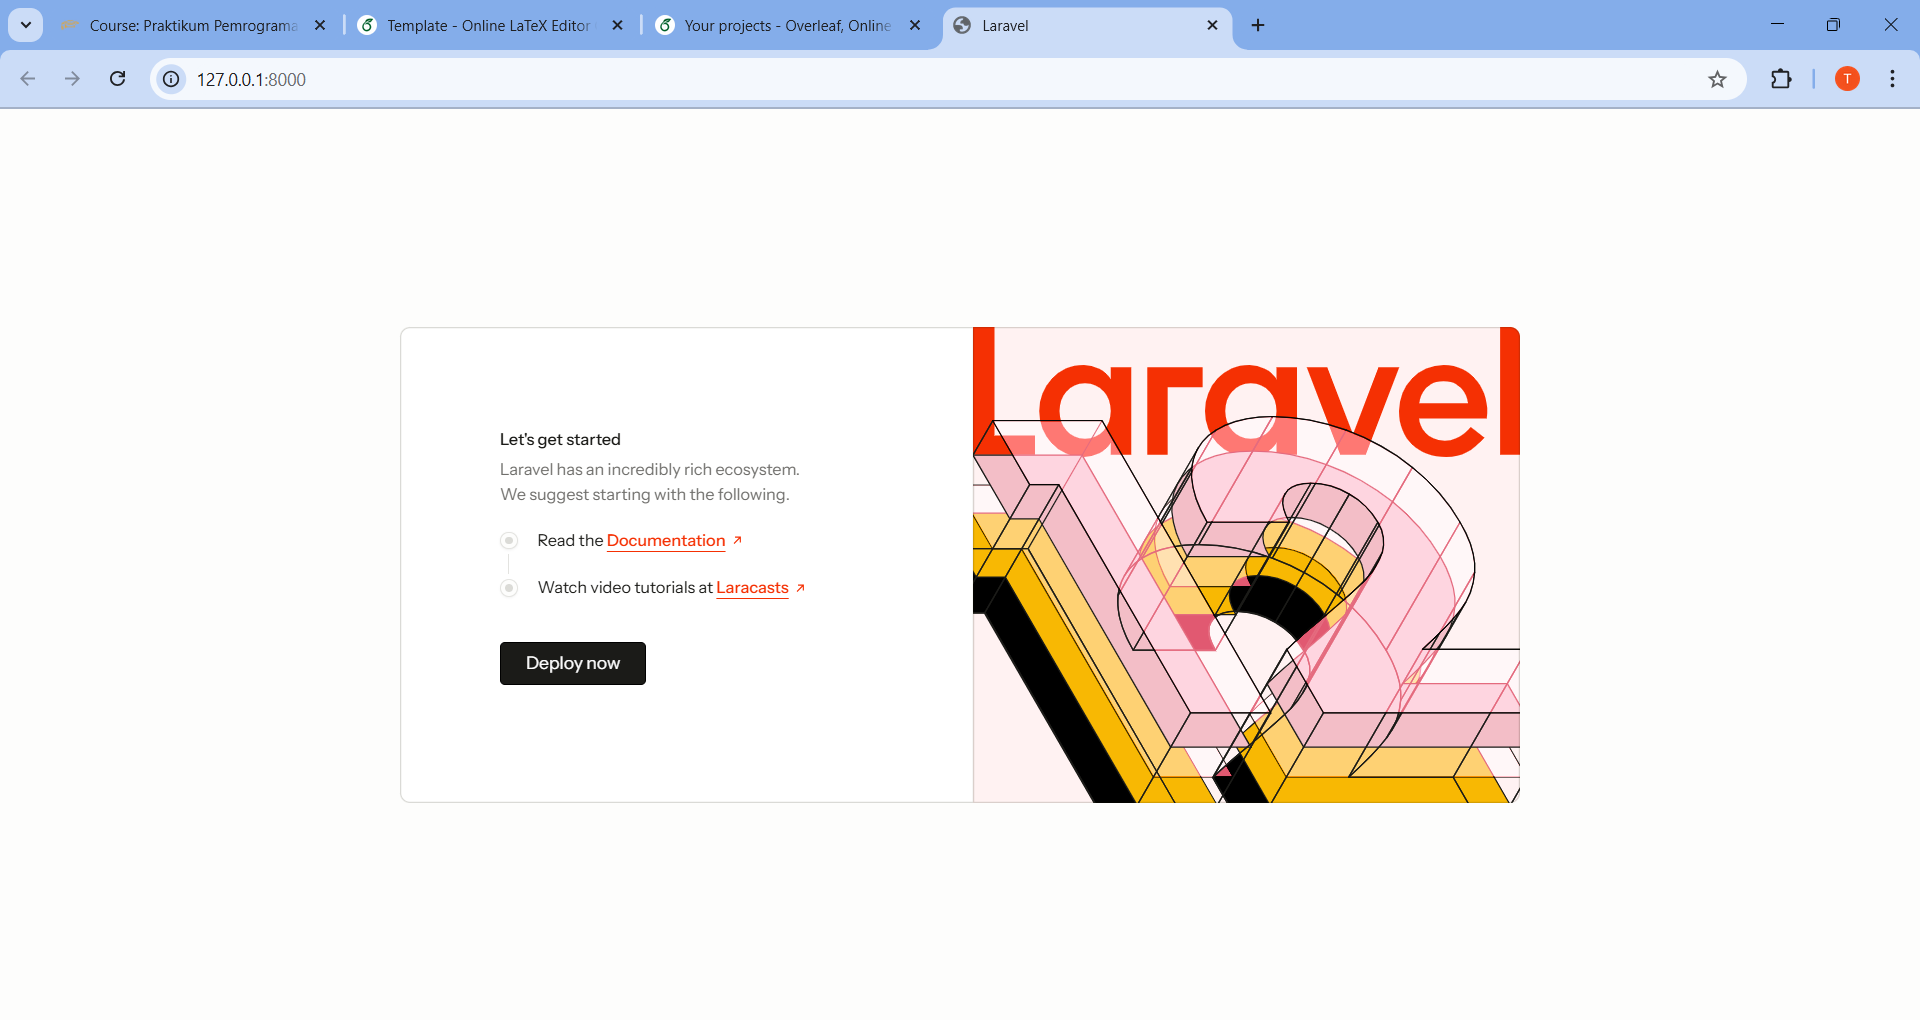 Course: Praktikum Pemrograma
Template - Online LaTeX Editor
Your projects - Overleaf, Online
Laravel
127.0.0.1:8000
T
Laravel
Let's get started
Laravel has an incredibly rich ecosystem.
We suggest starting with the following.
Read the Documentation
Watch video tutorials at Laracasts
Deploy now